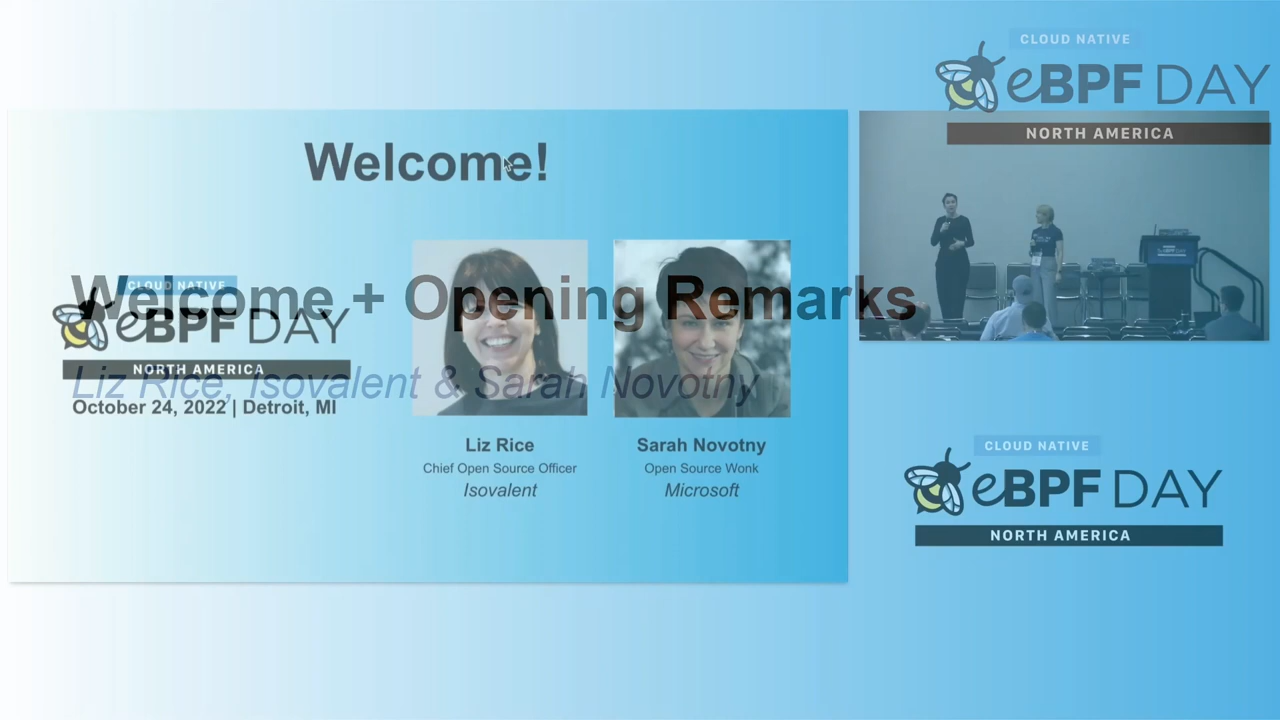 CLOUD NATIVE
eBPF DAY
NORTH AMERICA
Welcome!
Welcome + Opening Remarks
CLOUD NATIVE
eBPF DAY
NORTH AMERICA
Liz Rice, Isovalent & Sarah Novotny
October 24, 2022 | Detroit, MI
Liz Rice
Chief Open Source Officer
Isovalent
Sarah Novotny
Open Source Wonk
Microsoft
CLOUD NATIVE
eBPF DAY
NORTH AMERICA